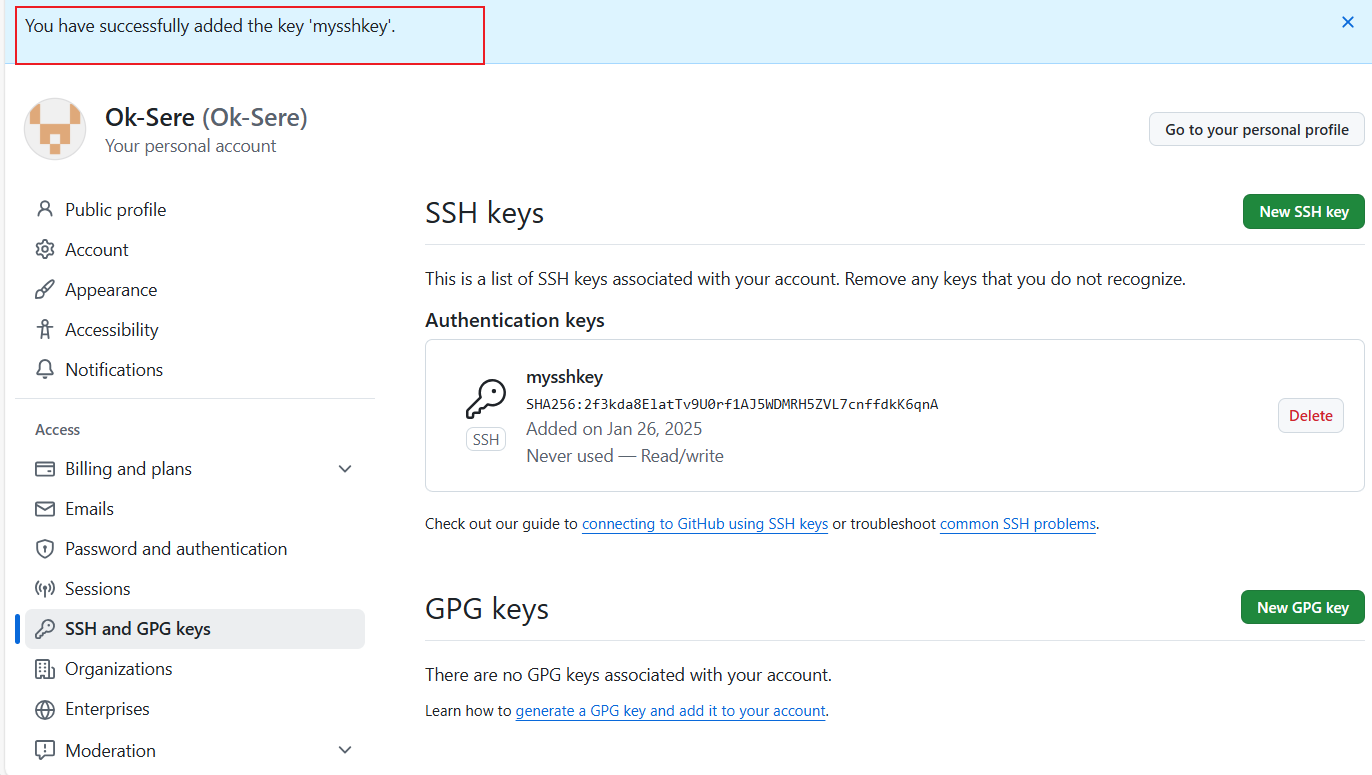 You have successfully added the key 'mysshkey'.
Ok-Sere (Ok-Sere)
Your personal account
Go to your personal profile
Public profile
Account
Appearance
Accessibility
Notifications
Access
Billing and plans
Emails
Password and authentication
Sessions
SSH and GPG keys
Organizations
Enterprises
Moderation
SSH keys
New SSH key
This is a list of SSH keys associated with your account. Remove any keys that you do not recognize.
Authentication keys
mysshkey
SHA256:2f3kda8ElatTv9U0rf1AJ5WDMRH5ZVL7cnffdkK6qnA
Added on Jan 26, 2025
Never used — Read/write
SSH
Delete
Check out our guide to connecting to GitHub using SSH keys or troubleshoot common SSH problems.
GPG keys
New GPG key
There are no GPG keys associated with your account.
Learn how to generate a GPG key and add it to your account.